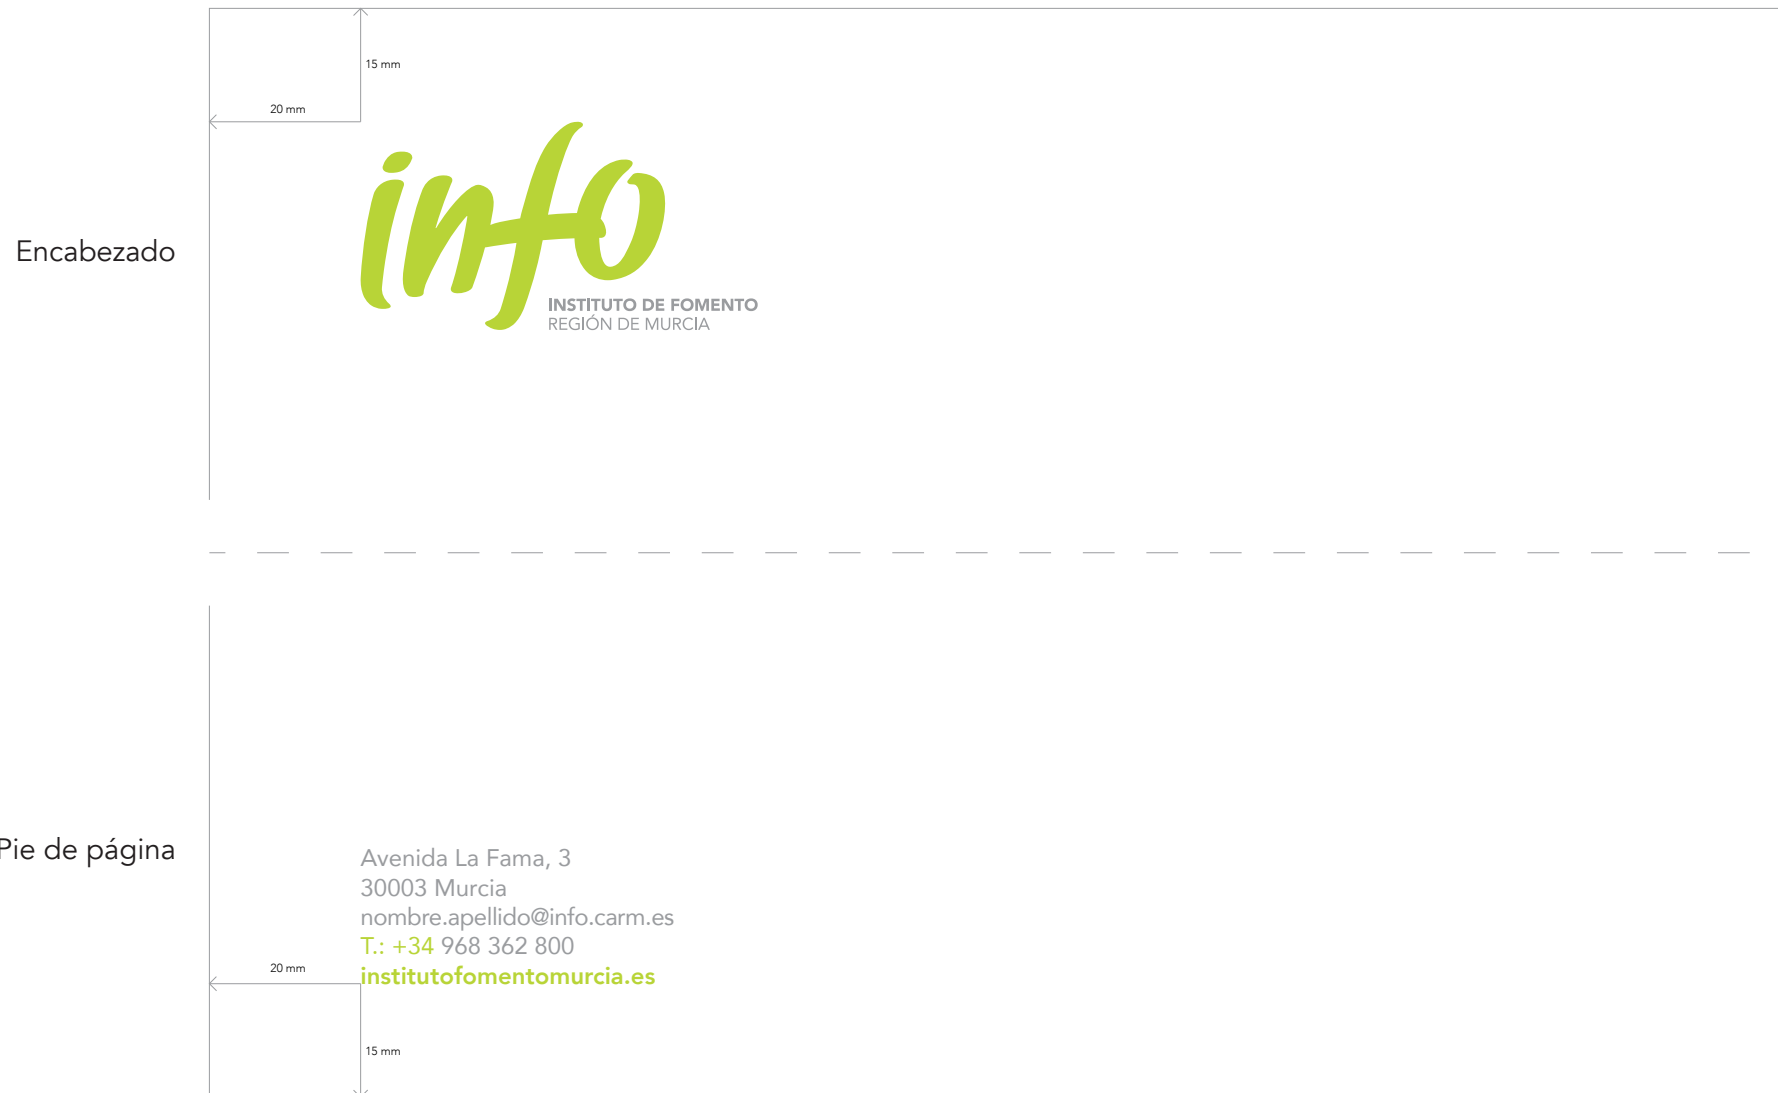 15 mm
20 mm
info
INSTITUTO DE FOMENTO
REGIÓN DE MURCIA
Encabezado
Pie de página
Avenida La Fama, 3
30003 Murcia
nombre.apellido@info.carm.es
T.: +34 968 362 800
institutofomentomurcia.es
20 mm
15 mm